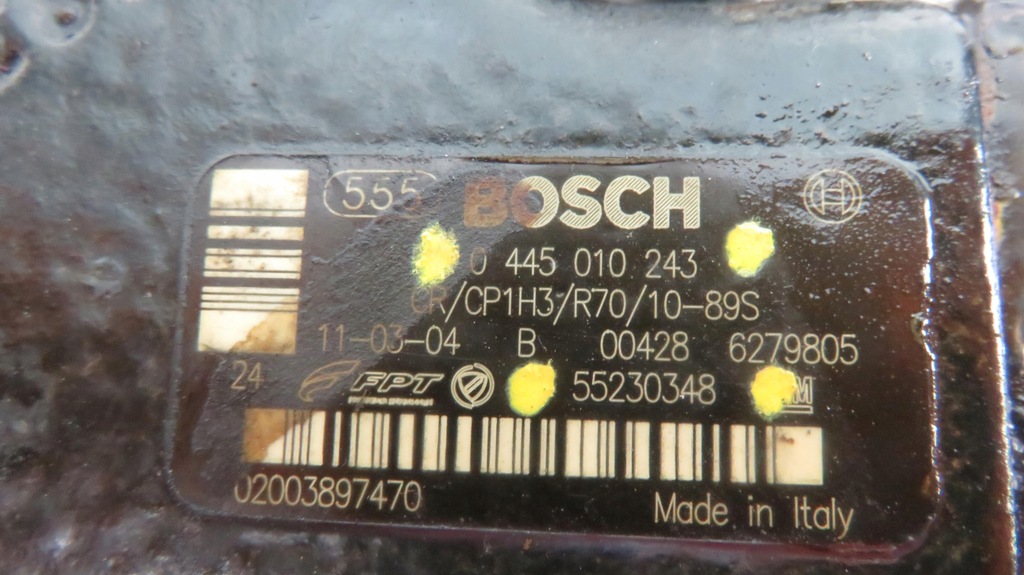 555 BOSCH
0 445 010 243
CR/CP1H3/R70/10-89S
11-03-04 B 00428 6279805
24 FPT 55230348 GM
02003897470
Made in Italy